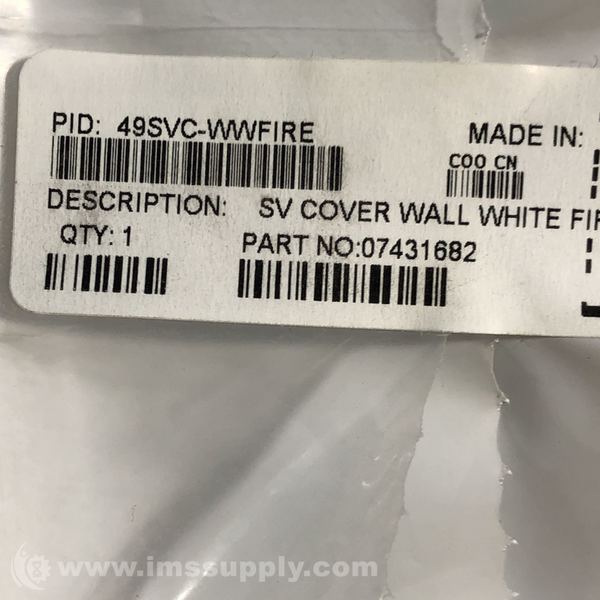 PID: 49SVC-WWFIRE
MADE IN:
COO CN
DESCRIPTION: SV COVER WALL WHITE FI
QTY: 1
PART NO:07431682
www.imssupply.com